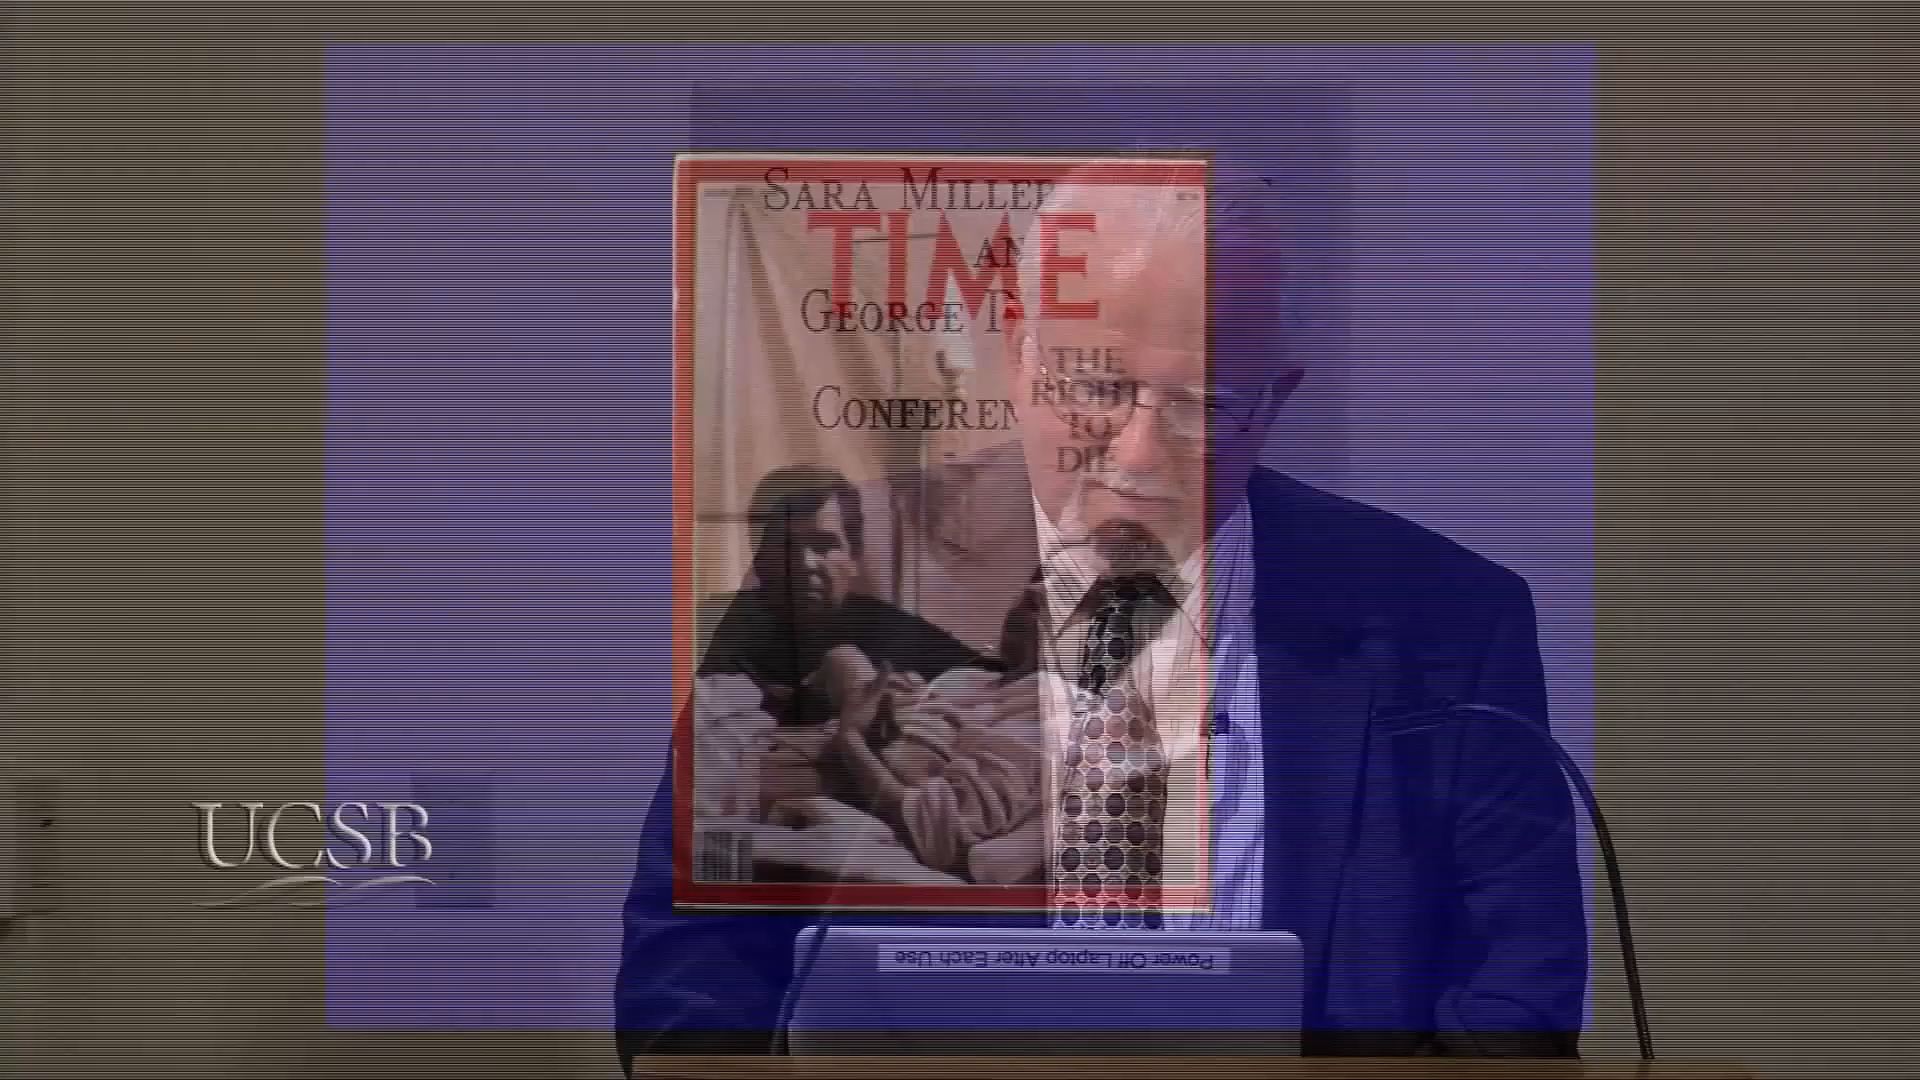 SARA MILLER
TIME
AN
GEORGE T
CONFEREN
THE
RIGHT
TO
DIE
UCSB
Power Off Laptop After Each Use